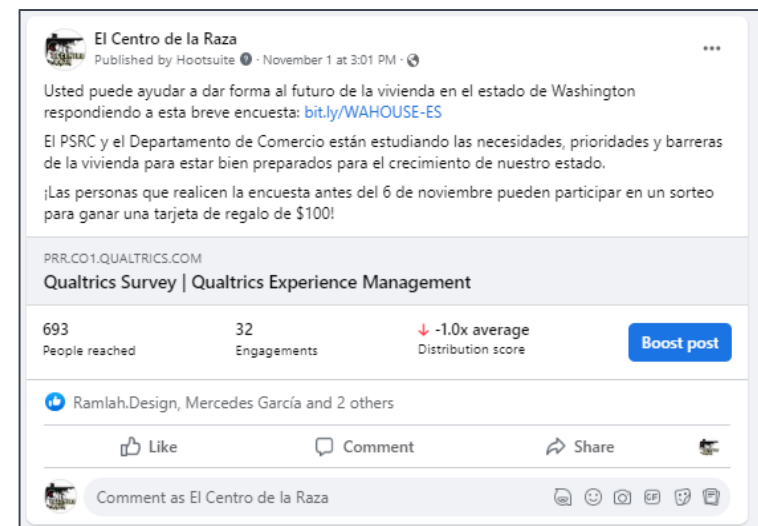 El Centro de la Raza
Published by Hootsuite · November 1 at 3:01 PM ·
Usted puede ayudar a dar forma al futuro de la vivienda en el estado de Washington
respondiendo a esta breve encuesta: bit.ly/WAHOUSE-ES
El PSRC y el Departamento de Comercio están estudiando las necesidades, prioridades y barreras
de la vivienda para estar bien preparados para el crecimiento de nuestro estado.
¡Las personas que realicen la encuesta antes del 6 de noviembre pueden participar en un sorteo
para ganar una tarjeta de regalo de $100!
PRR.CO1.QUALTRICS.COM
Qualtrics Survey | Qualtrics Experience Management
693 32 -1.0x average
People reached Engagements Distribution score
Boost post
Ramlah.Design, Mercedes García and 2 others
Like Comment Share
Comment as El Centro de la Raza
GIF